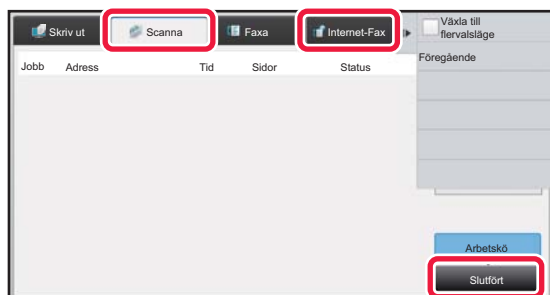 Skriv ut
Scanna
Faxa
Internet-Fax
Växla till
flervalsläge
Föregående
Jobb Adress Tid Sidor Status
Arbetskö
Slutfört